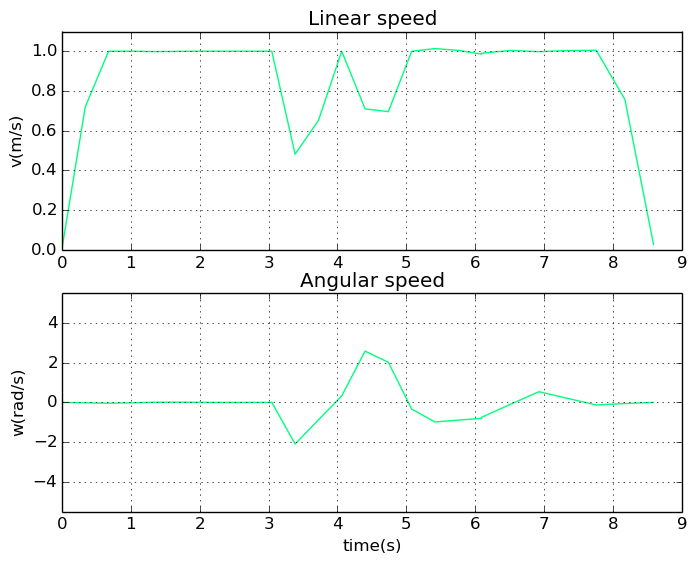 Linear speed
v(m/s)
1.0
0.8
0.6
0.4
0.2
0.0
0 1 2 3 4 5 6 7 8 9
Angular speed
w(rad/s)
4
2
0
−2
−4
0 1 2 3 4 5 6 7 8 9
time(s)